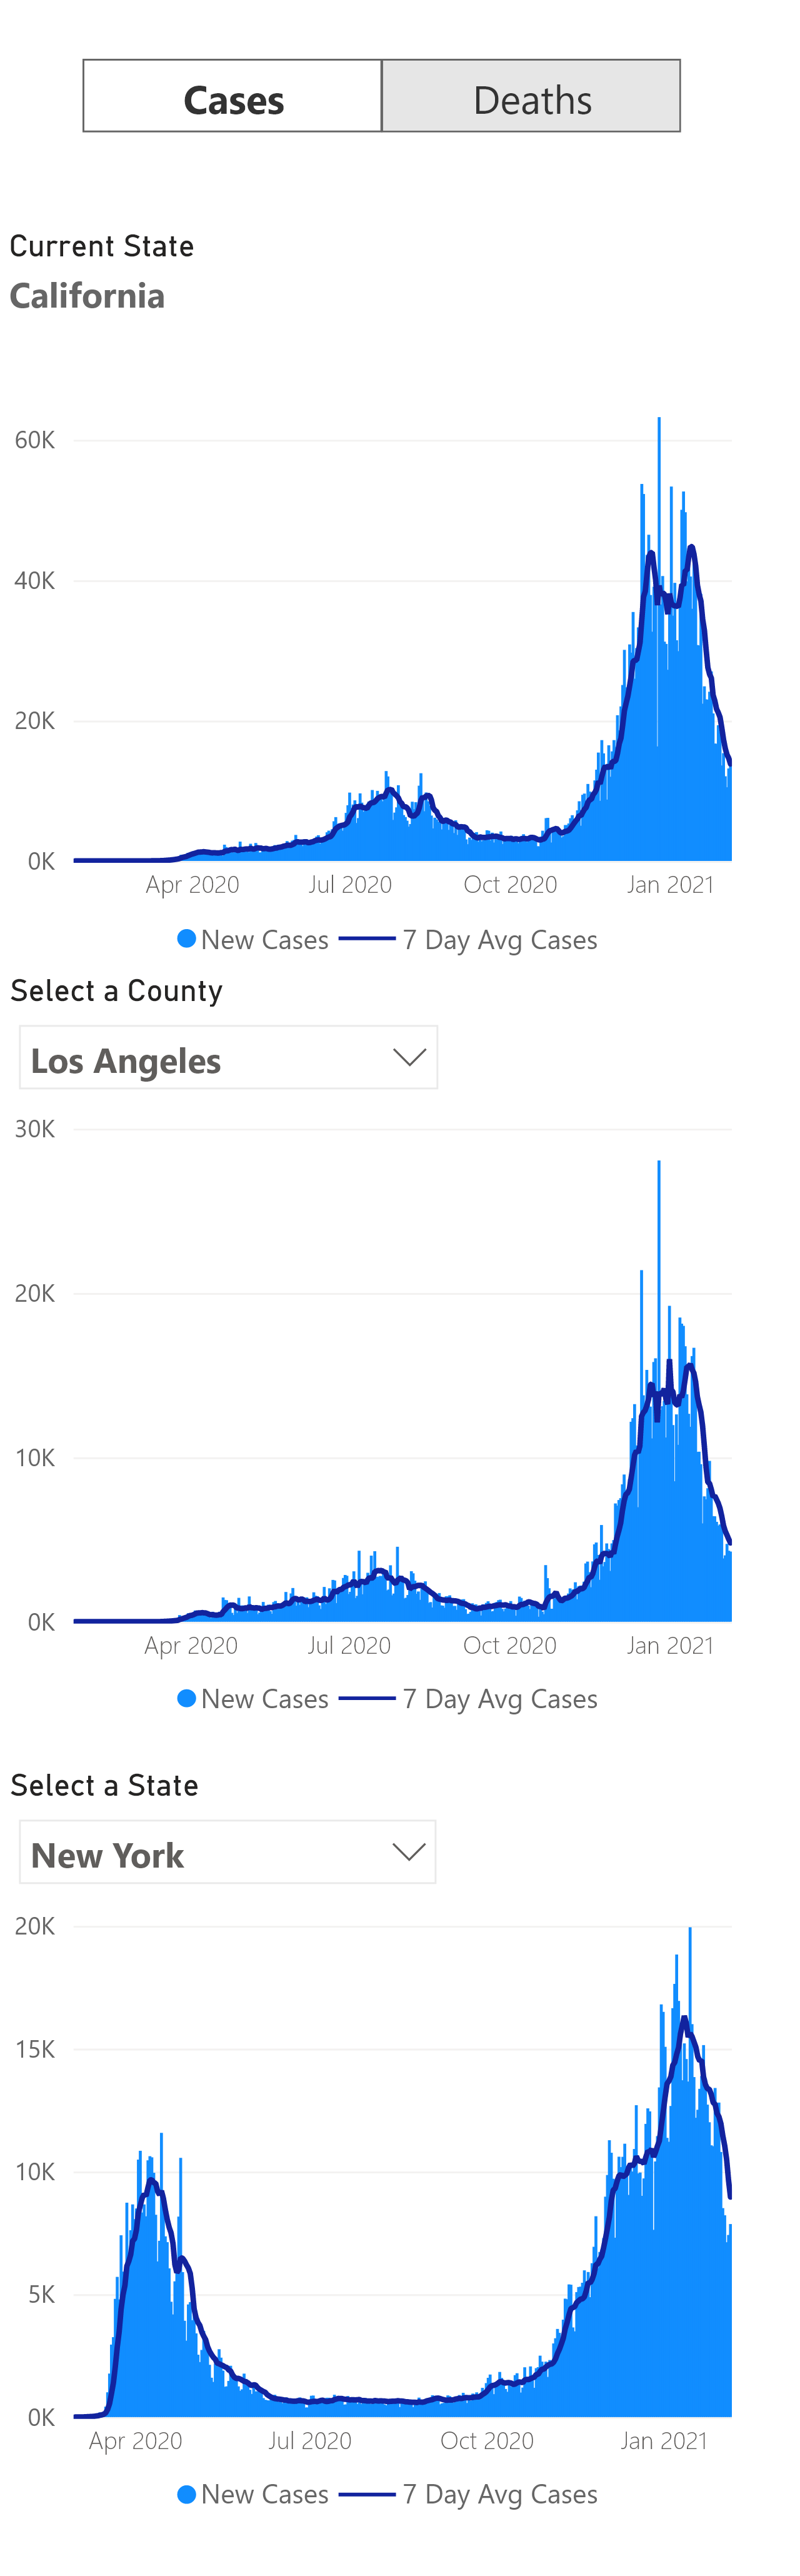 Cases Deaths
Current State
California
60K
40K
20K
0K
Apr 2020 Jul 2020 Oct 2020 Jan 2021
New Cases 7 Day Avg Cases
Select a County
Los Angeles
30K
20K
10K
0K
Apr 2020 Jul 2020 Oct 2020 Jan 2021
New Cases 7 Day Avg Cases
Select a State
New York
20K
15K
10K
5K
0K
Apr 2020 Jul 2020 Oct 2020 Jan 2021
New Cases 7 Day Avg Cases